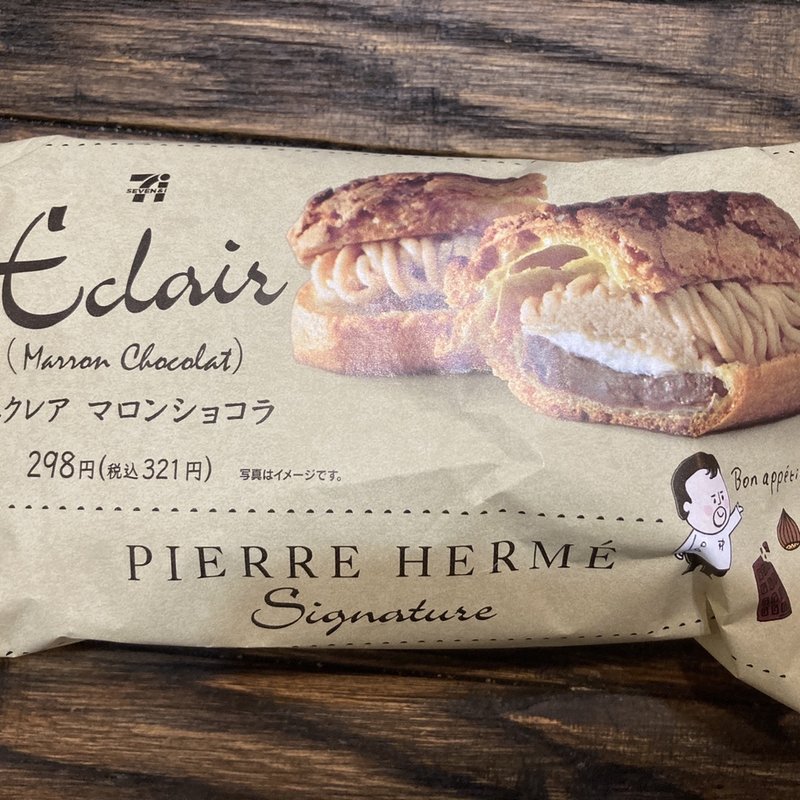 SEVEN&I
Eclair
(Marron Chocolat)
エクレア マロンショコラ
298円(税込321円)
写真はイメージです。
Bon appéti
PIERRE HERMÉ
Signature